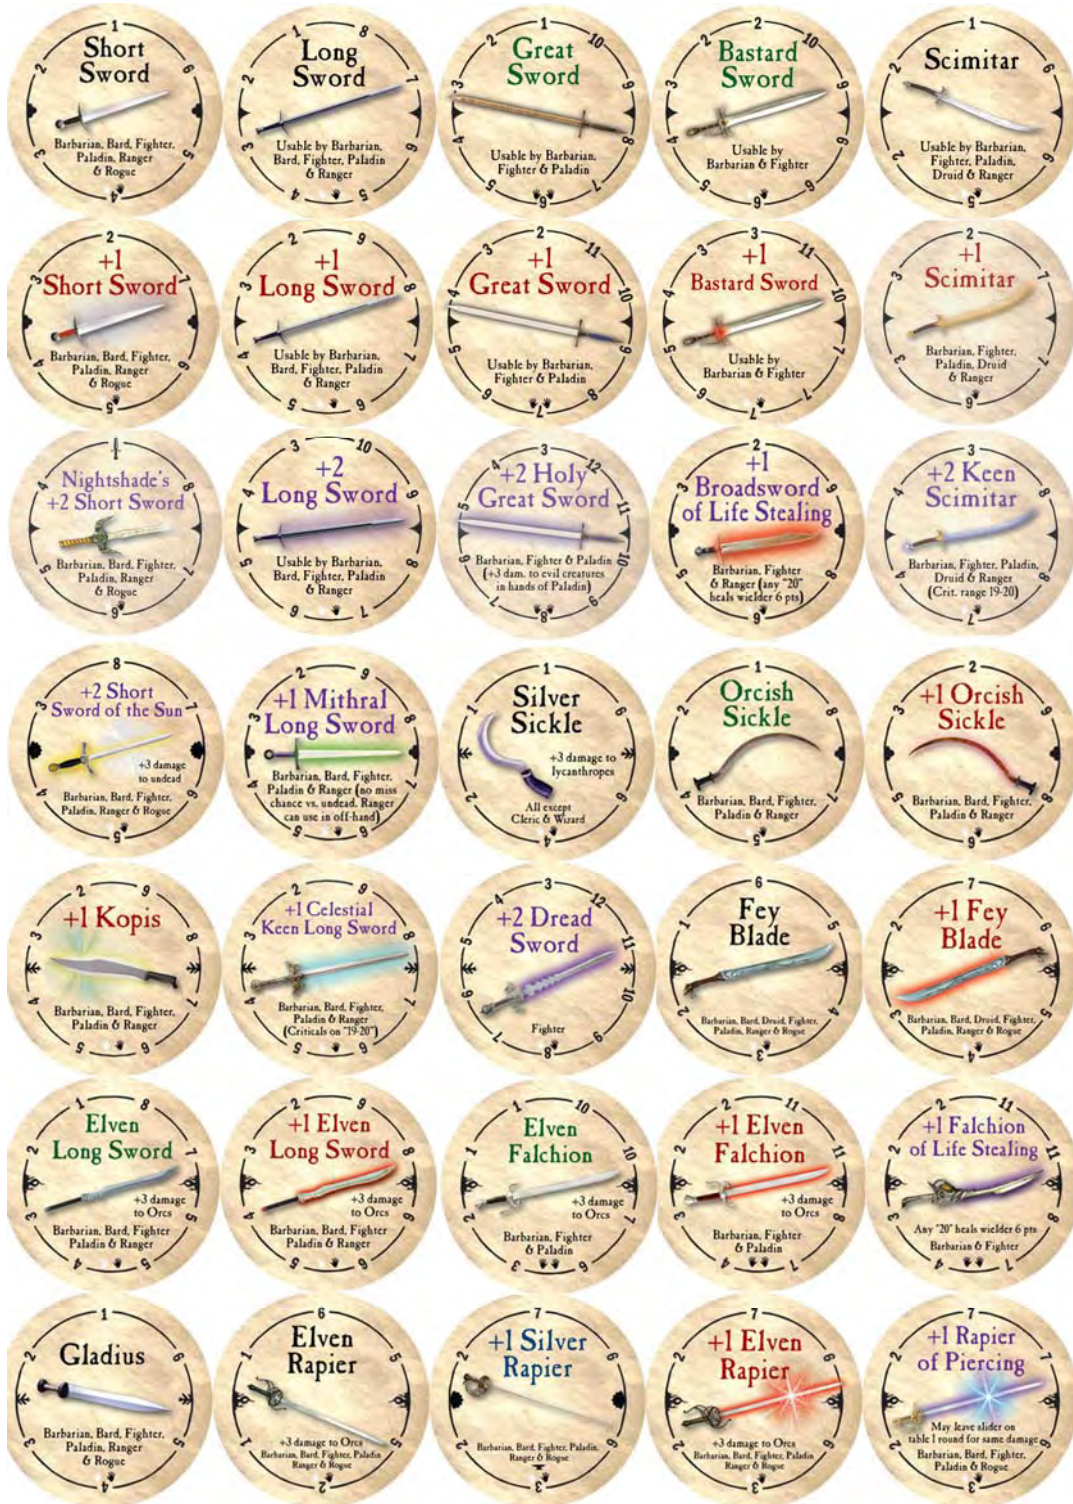 Short
Sword
Barbarian, Bard, Fighter,
Paladin, Ranger
& Rogue
Long
Sword
Usable by Barbarian,
Bard, Fighter, Paladin
& Ranger
Great
Sword
Usable by Barbarian,
Fighter & Paladin
Bastard
Sword
Usable by
Barbarian & Fighter
Scimitar
Usable by Barbarian,
Fighter, Paladin,
Druid & Ranger
+1
Short Sword
Barbarian, Bard, Fighter,
Paladin, Ranger
& Rogue
+1
Long Sword
Usable by Barbarian,
Bard, Fighter, Paladin
& Ranger
+1
Great Sword
Usable by Barbarian,
Fighter & Paladin
+1
Bastard Sword
Usable by
Barbarian & Fighter
+1
Scimitar
Barbarian, Fighter,
Paladin, Druid
& Ranger
Nightshade's
+2 Short Sword
Barbarian, Bard, Fighter,
Paladin, Ranger
& Rogue
+2
Long Sword
Usable by Barbarian,
Bard, Fighter, Paladin
& Ranger
+2 Holy
Great Sword
Barbarian, Fighter & Paladin
(+3 dam. to evil creatures
in hands of Paladin)
+1
Broadsword
of Life Stealing
Barbarian, Fighter
& Ranger (any "20"
heals wielder 6 pts)
+2 Keen
Scimitar
Barbarian, Fighter, Paladin,
Druid & Ranger
(Crit. range 19-20)
+2 Short
Sword of the Sun
+3 damage
to undead
Barbarian, Bard, Fighter,
Paladin, Ranger & Rogue
+1 Mithral
Long Sword
Barbarian, Bard, Fighter,
Paladin & Ranger (no miss
chance vs. undead. Ranger
can use in off-hand)
Silver
Sickle
+3 damage to
lycanthropes
All except
Cleric & Wizard
Orcish
Sickle
Barbarian, Bard, Fighter,
Paladin & Ranger
+1 Orcish
Sickle
Barbarian, Bard, Fighter,
Paladin & Ranger
+1 Kopis
Barbarian, Bard, Fighter,
Paladin & Ranger
+1 Celestial
Keen Long Sword
Barbarian, Bard, Fighter,
Paladin & Ranger
(Criticals on "19-20")
+2 Dread
Sword
Fighter
Fey
Blade
Barbarian, Bard, Druid, Fighter,
Paladin, Ranger & Rogue
+1 Fey
Blade
Barbarian, Bard, Druid, Fighter,
Paladin, Ranger & Rogue
Elven
Long Sword
Barbarian, Bard, Fighter
Paladin & Ranger
+1 Elven
Long Sword
+3 damage
to Orcs
Barbarian, Bard, Fighter
Paladin & Ranger
Elven
Falchion
+3 damage
to Orcs
Barbarian, Fighter
& Paladin
+1 Elven
Falchion
+3 damage
to Orcs
Barbarian, Fighter
& Paladin
+1 Falchion
of Life Stealing
Any "20" heals wielder 6 pts
Barbarian & Fighter
Gladius
Barbarian, Bard, Fighter,
Paladin, Ranger
& Rogue
Elven
Rapier
+3 damage to Orcs
Barbarian, Bard, Fighter, Paladin
Ranger & Rogue
+1 Silver
Rapier
Barbarian, Bard, Fighter, Paladin,
Ranger & Rogue
+1 Elven
Rapier
+3 damage to Orcs
Barbarian, Bard, Fighter, Paladin
Ranger & Rogue
+1 Rapier
of Piercing
May leave slider on
table 1 round for same damage
Barbarian, Bard, Fighter,
Paladin & Rogue